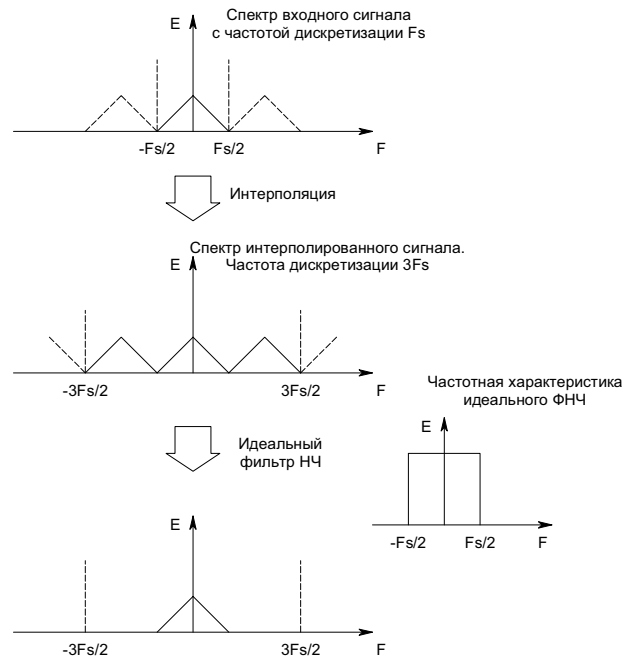 Спектр входного сигнала
с частотой дискретизации Fs
E
-Fs/2
Fs/2
F
Интерполяция
Спектр интерполированного сигнала.
Частота дискретизации 3Fs
E
-3Fs/2
3Fs/2
F
Частотная характеристика
идеального ФНЧ
E
-Fs/2
Fs/2
F
Идеальный
фильтр НЧ
E
-3Fs/2
3Fs/2
F